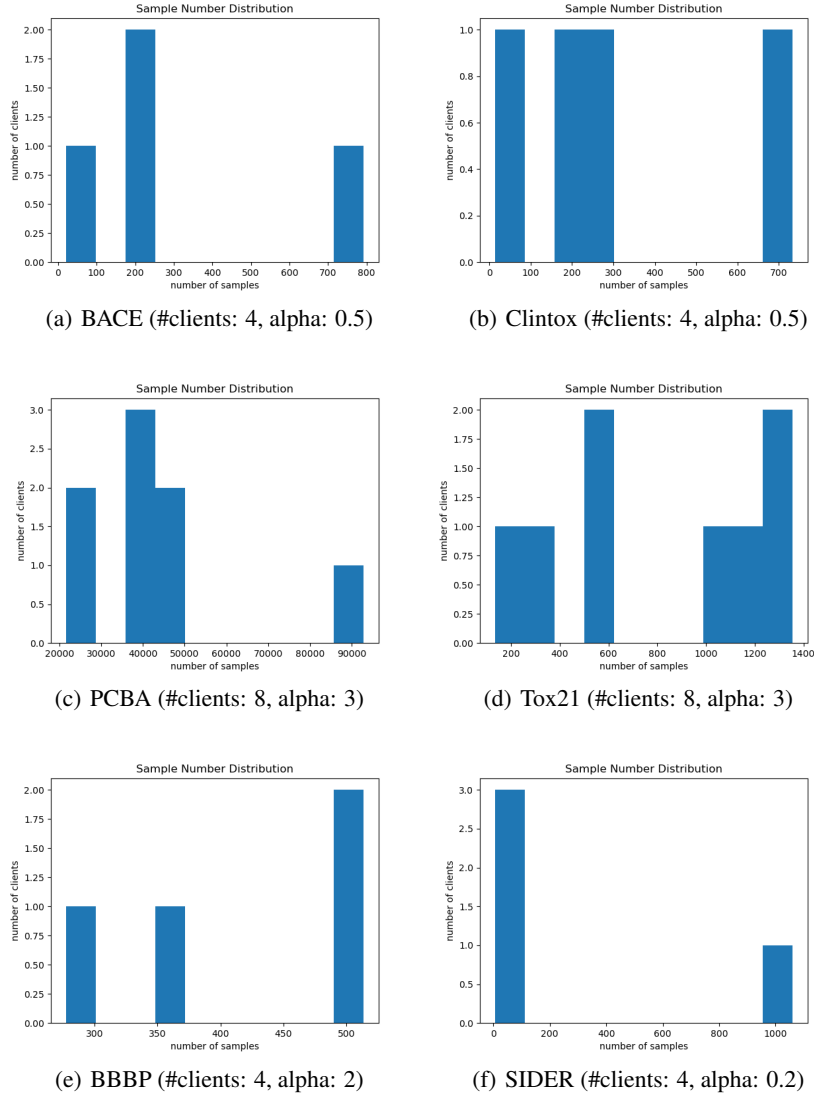 Sample Number Distribution
number of clients
2.00
1.75
1.50
1.25
1.00
0.75
0.50
0.25
0.00
0 100 200 300 400 500 600 700 800
number of samples
(a) BACE (#clients: 4, alpha: 0.5)
Sample Number Distribution
number of clients
1.0
0.8
0.6
0.4
0.2
0.0
0 100 200 300 400 500 600 700
number of samples
(b) Clintox (#clients: 4, alpha: 0.5)
Sample Number Distribution
number of clients
3.0
2.5
2.0
1.5
1.0
0.5
0.0
20000 30000 40000 50000 60000 70000 80000 90000
number of samples
(c) PCBA (#clients: 8, alpha: 3)
Sample Number Distribution
number of clients
2.00
1.75
1.50
1.25
1.00
0.75
0.50
0.25
0.00
200 400 600 800 1000 1200 1400
number of samples
(d) Tox21 (#clients: 8, alpha: 3)
Sample Number Distribution
number of clients
2.00
1.75
1.50
1.25
1.00
0.75
0.50
0.25
0.00
300 350 400 450 500
number of samples
(e) BBBP (#clients: 4, alpha: 2)
Sample Number Distribution
number of clients
3.0
2.5
2.0
1.5
1.0
0.5
0.0
0 200 400 600 800 1000
number of samples
(f) SIDER (#clients: 4, alpha: 0.2)